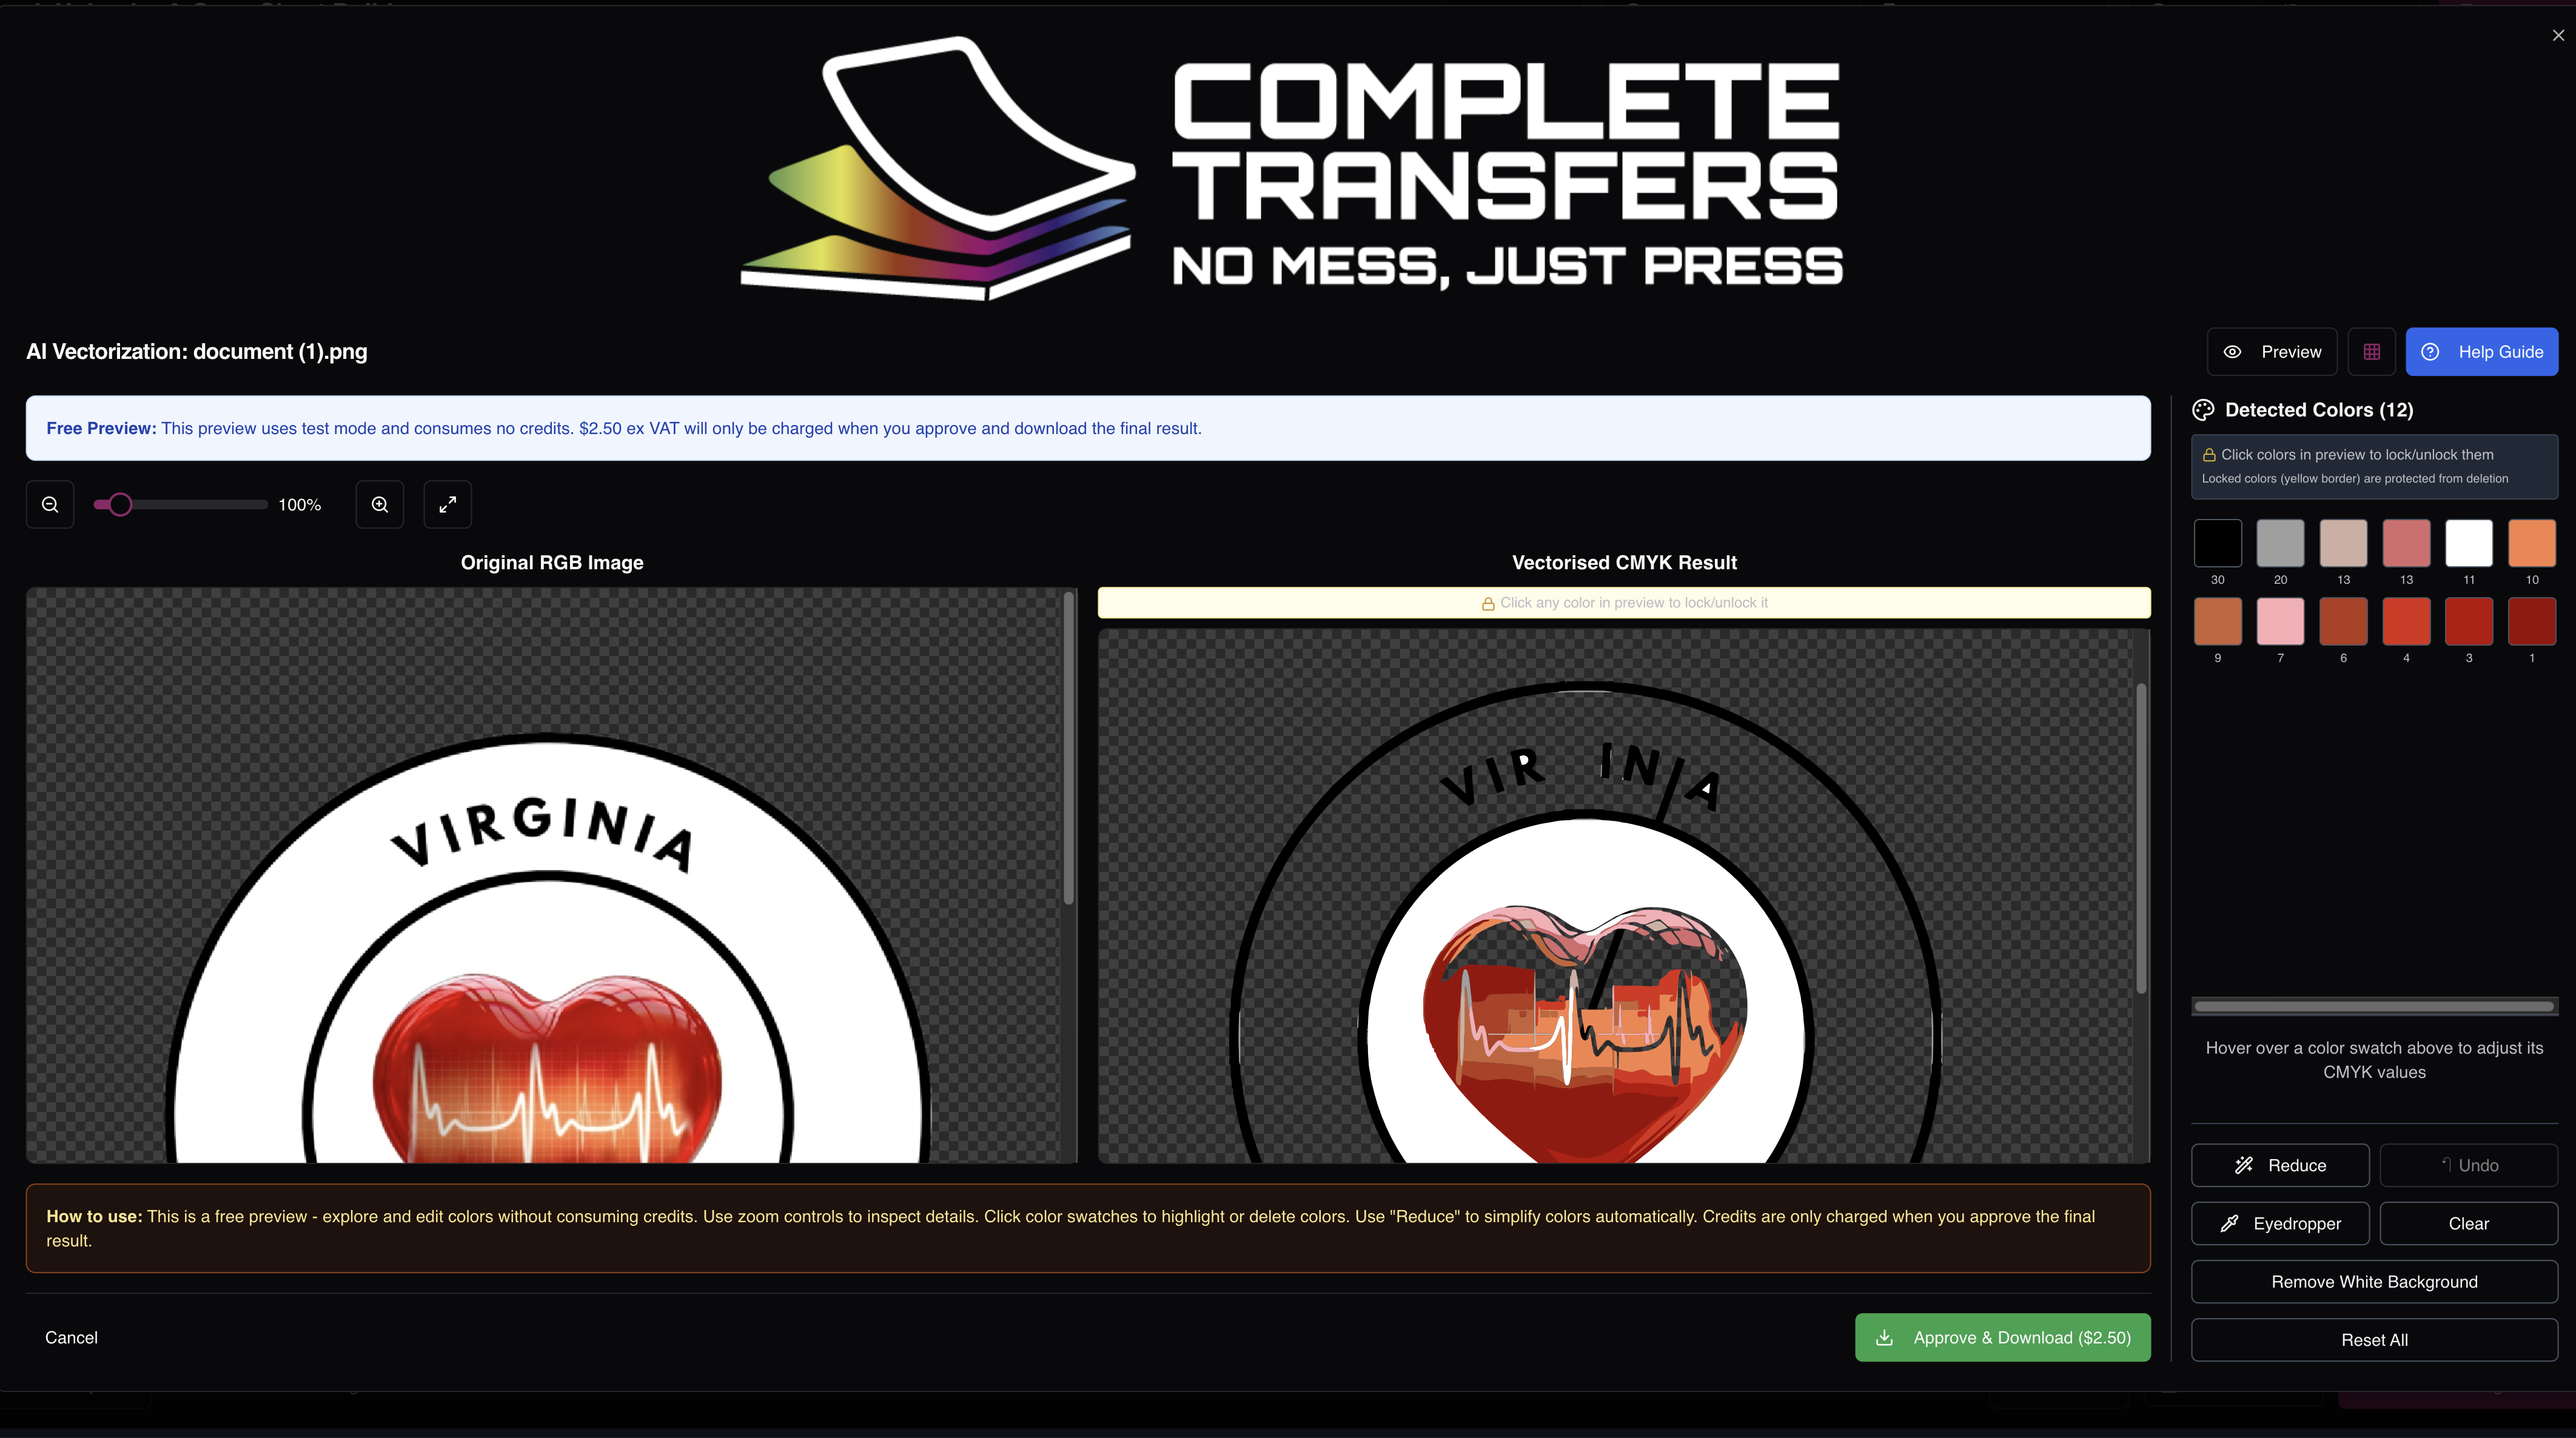 COMPLETE
TRANSFERS
NO MESS, JUST PRESS
AI Vectorization: document (1).png
Preview
Help Guide
Free Preview: This preview uses test mode and consumes no credits. $2.50 ex VAT will only be charged when you approve and download the final result.
100%
Original RGB Image
VIRGINIA
Vectorised CMYK Result
Click any color in preview to lock/unlock it
VIR INIA
Detected Colors (12)
Click colors in preview to lock/unlock them
Locked colors (yellow border) are protected from deletion
30 20 13 13 11 10
9 7 6 4 3 1
Hover over a color swatch above to adjust its
CMYK values
Reduce
Undo
Eyedropper
Clear
Remove White Background
Reset All
How to use: This is a free preview - explore and edit colors without consuming credits. Use zoom controls to inspect details. Click color swatches to highlight or delete colors. Use "Reduce" to simplify colors automatically. Credits are only charged when you approve the final
result.
Cancel
Approve & Download ($2.50)